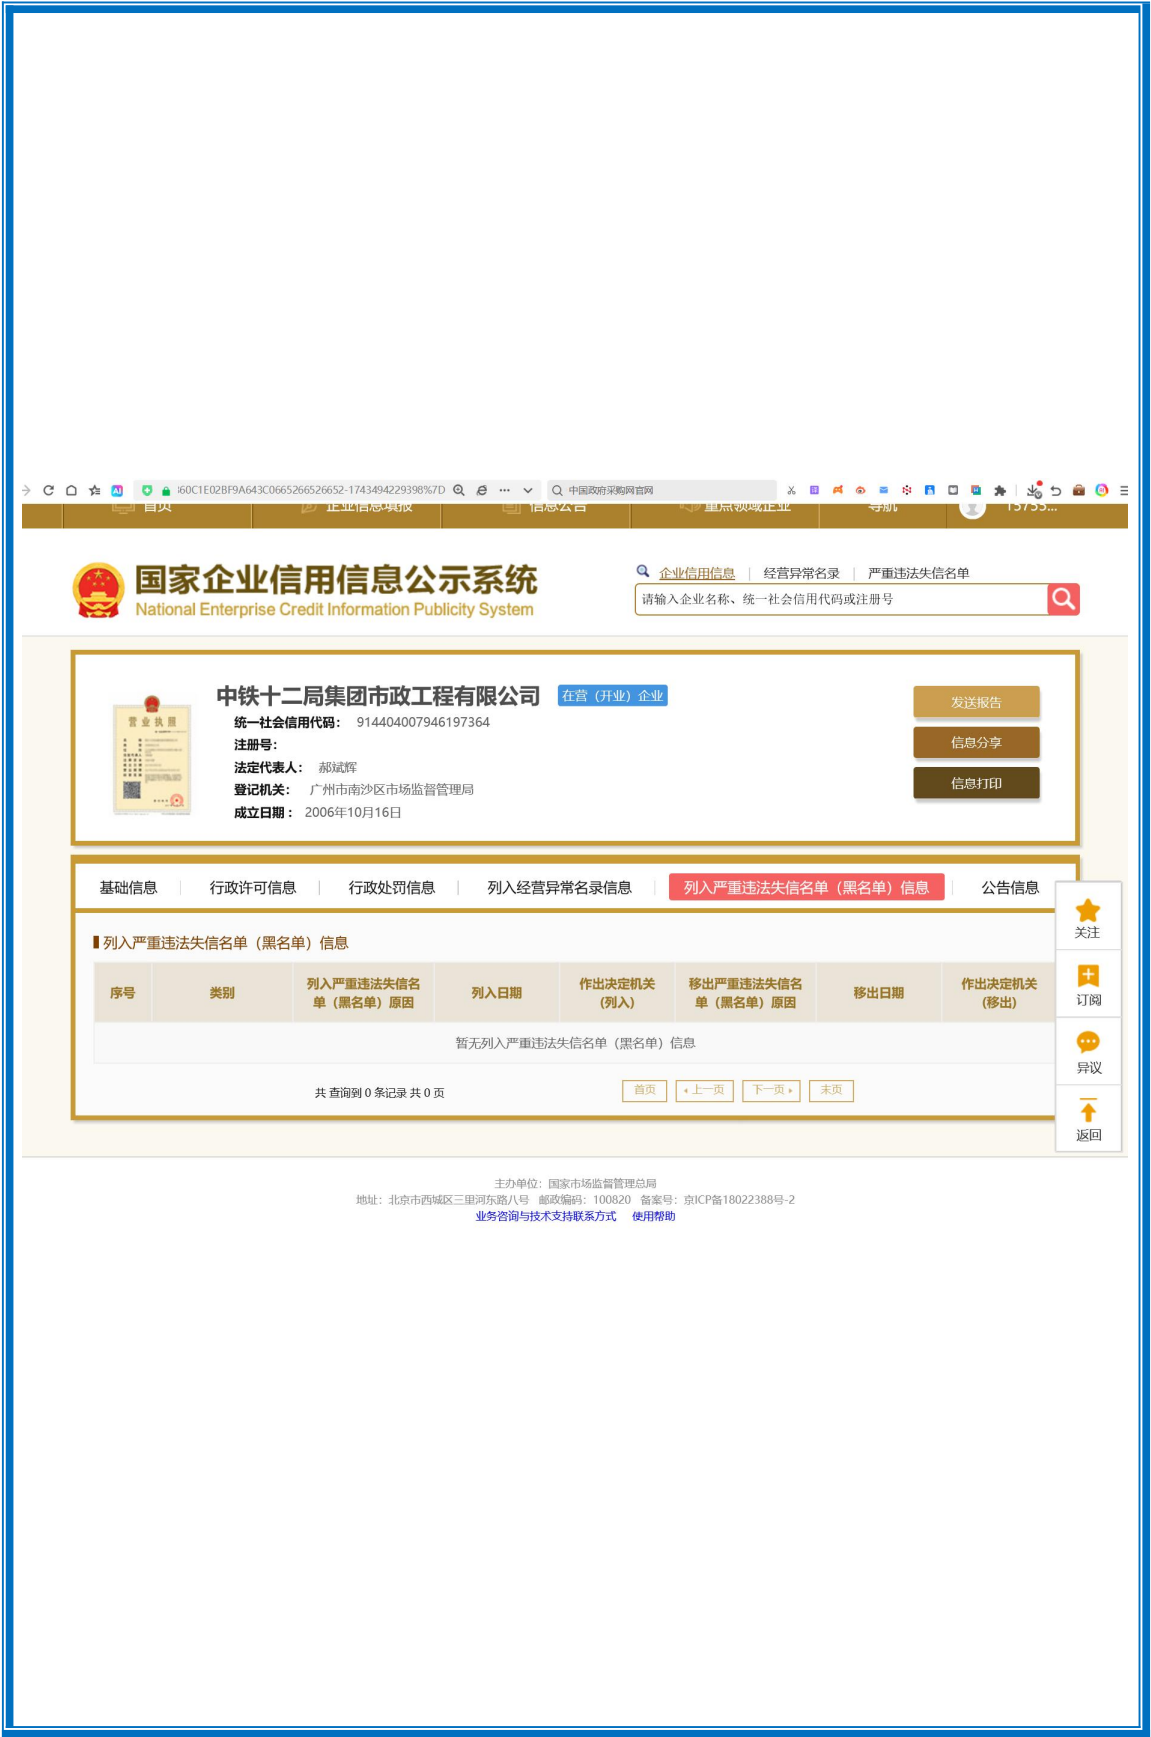 360C1E02BF9A643C0665266526652-1743494229398%7D
中国政府采购网官网
首页 企业信息填报 信息公告 重点领域企业 导航 15755...
国家企业信用信息公示系统
National Enterprise Credit Information Publicity System
企业信用信息 | 经营异常名录 | 严重违法失信名单
请输入企业名称、统一社会信用代码或注册号
中铁十二局集团市政工程有限公司 在营（开业）企业
营业执照
统一社会信用代码： 914404007946197364
注册号：
法定代表人： 郝斌辉
登记机关： 广州市南沙区市场监督管理局
成立日期： 2006年10月16日
发送报告
信息分享
信息打印
基础信息 | 行政许可信息 | 行政处罚信息 | 列入经营异常名录信息 | 列入严重违法失信名单（黑名单）信息 | 公告信息
列入严重违法失信名单（黑名单）信息
序号 类别 列入严重违法失信名单（黑名单）原因 列入日期 作出决定机关(列入) 移出严重违法失信名单（黑名单）原因 移出日期 作出决定机关(移出)
暂无列入严重违法失信名单（黑名单）信息
共 查询到 0 条记录 共 0 页 首页 上一页 下一页 末页
关注
订阅
异议
返回
主办单位：国家市场监督管理总局
地址：北京市西城区三里河东路八号 邮政编码：100820 备案号：京ICP备18022388号-2
业务咨询与技术支持联系方式 使用帮助